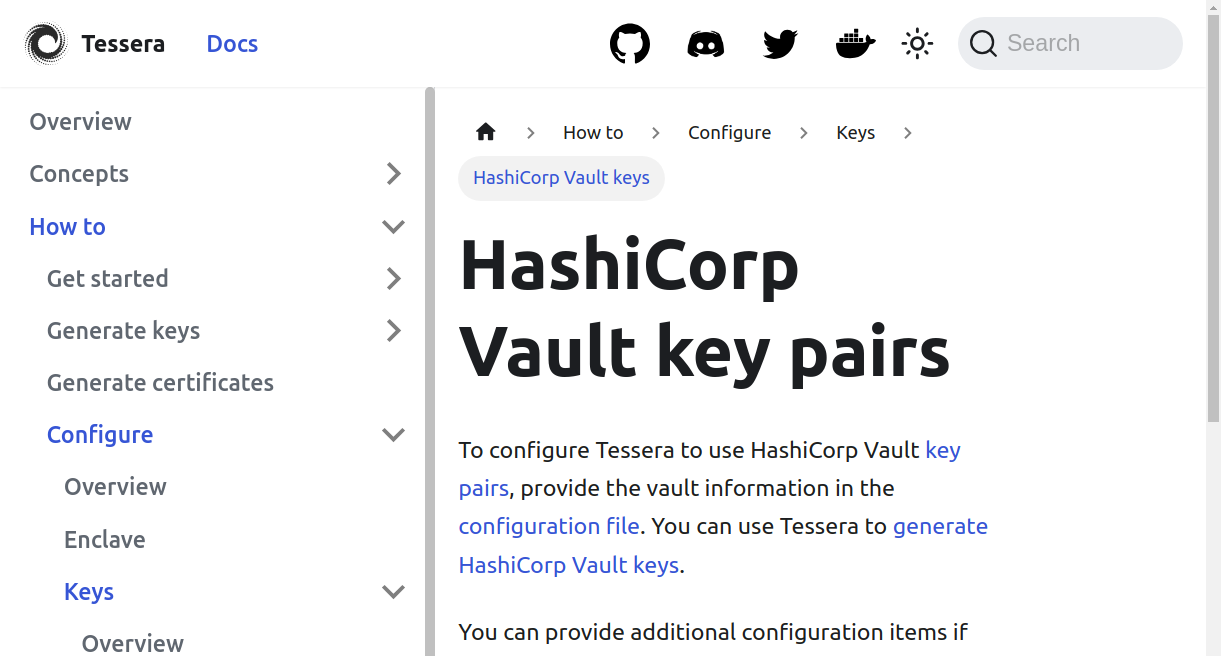 Tessera Docs Search
Overview
Concepts
How to
Get started
Generate keys
Generate certificates
Configure
Overview
Enclave
Keys
Overview
How to Configure Keys
HashiCorp Vault keys
HashiCorp
Vault key pairs
To configure Tessera to use HashiCorp Vault key
pairs, provide the vault information in the
configuration file. You can use Tessera to generate
HashiCorp Vault keys.
You can provide additional configuration items if